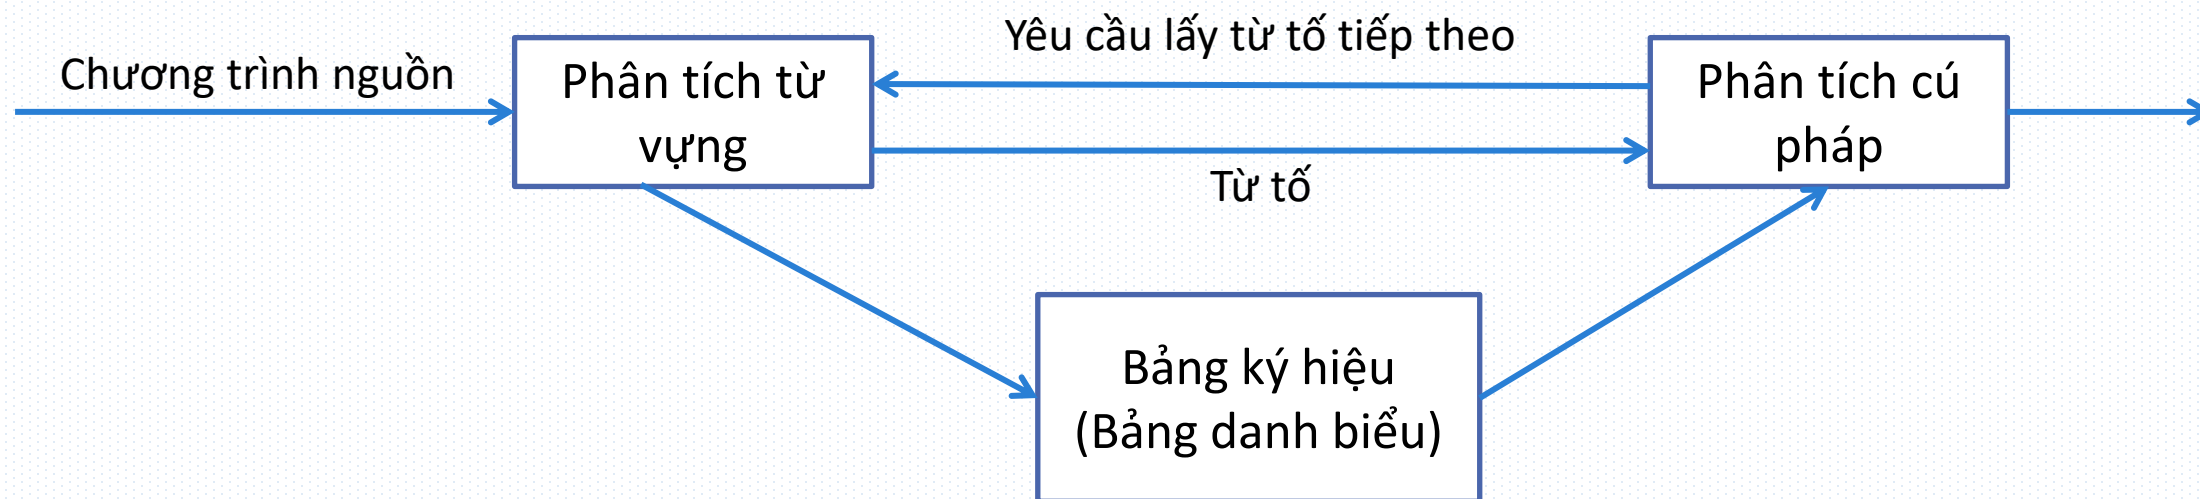 Chương trình nguồn
Phân tích từ
vựng
Yêu cầu lấy từ tố tiếp theo
Từ tố
Phân tích cú
pháp
Bảng ký hiệu
(Bảng danh biểu)